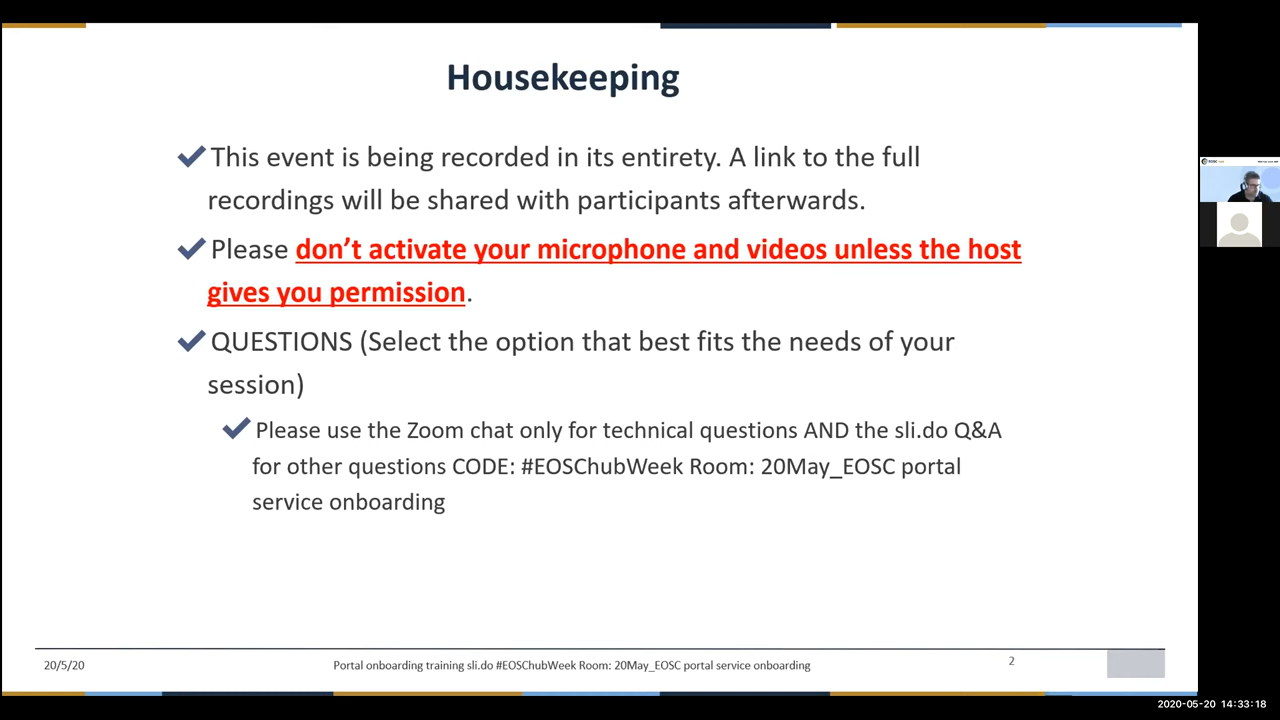 Housekeeping
This event is being recorded in its entirety. A link to the full
recordings will be shared with participants afterwards.
Please don't activate your microphone and videos unless the host
gives you permission.
QUESTIONS (Select the option that best fits the needs of your
session)
Please use the Zoom chat only for technical questions AND the sli.do Q&A
for other questions CODE: #EOSChubWeek Room: 20May_EOSC portal
service onboarding
20/5/20
Portal onboarding training sli.do #EOSChubWeek Room: 20May_EOSC portal service onboarding
2
2020-05-20 14:33:18